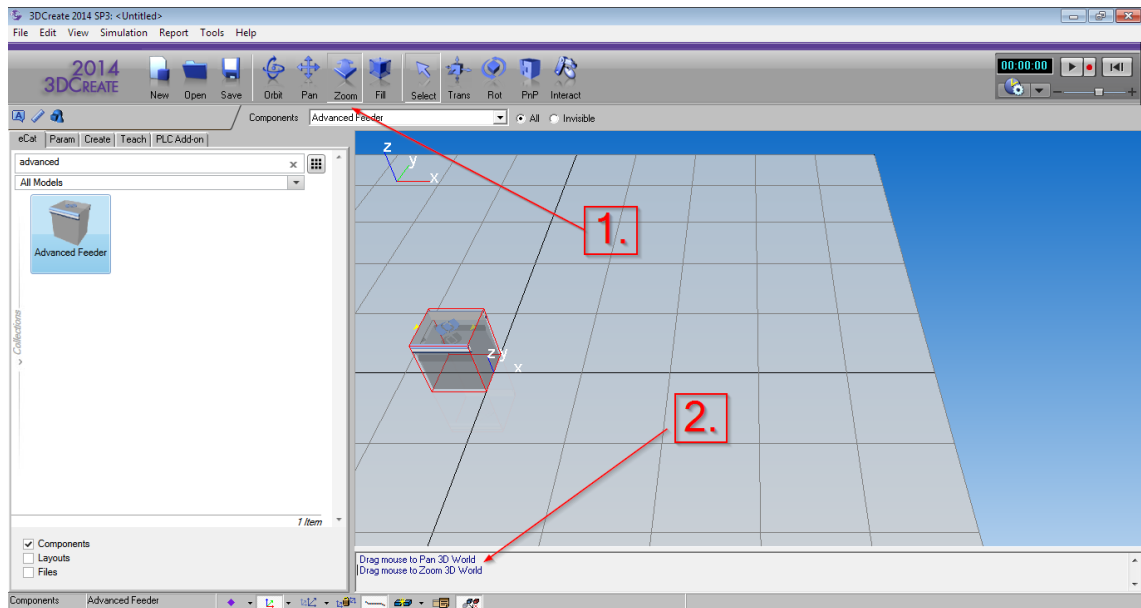 3DCreate 2014 SP3: <Untitled>
File Edit View Simulation Report Tools Help
2014
3DCREATE
New Open Save Orbit Pan Zoom Fill Select Trans Rot PnP Interact
00:00:00
Components Advanced Feeder All Invisible
eCat Param Create Teach PLC Add-on
advanced
All Models
Advanced Feeder
Collections
1 Item
Components
Layouts
Files
z
y
x
1.
z y
x
2.
Drag mouse to Pan 3D World
Drag mouse to Zoom 3D World
Components Advanced Feeder